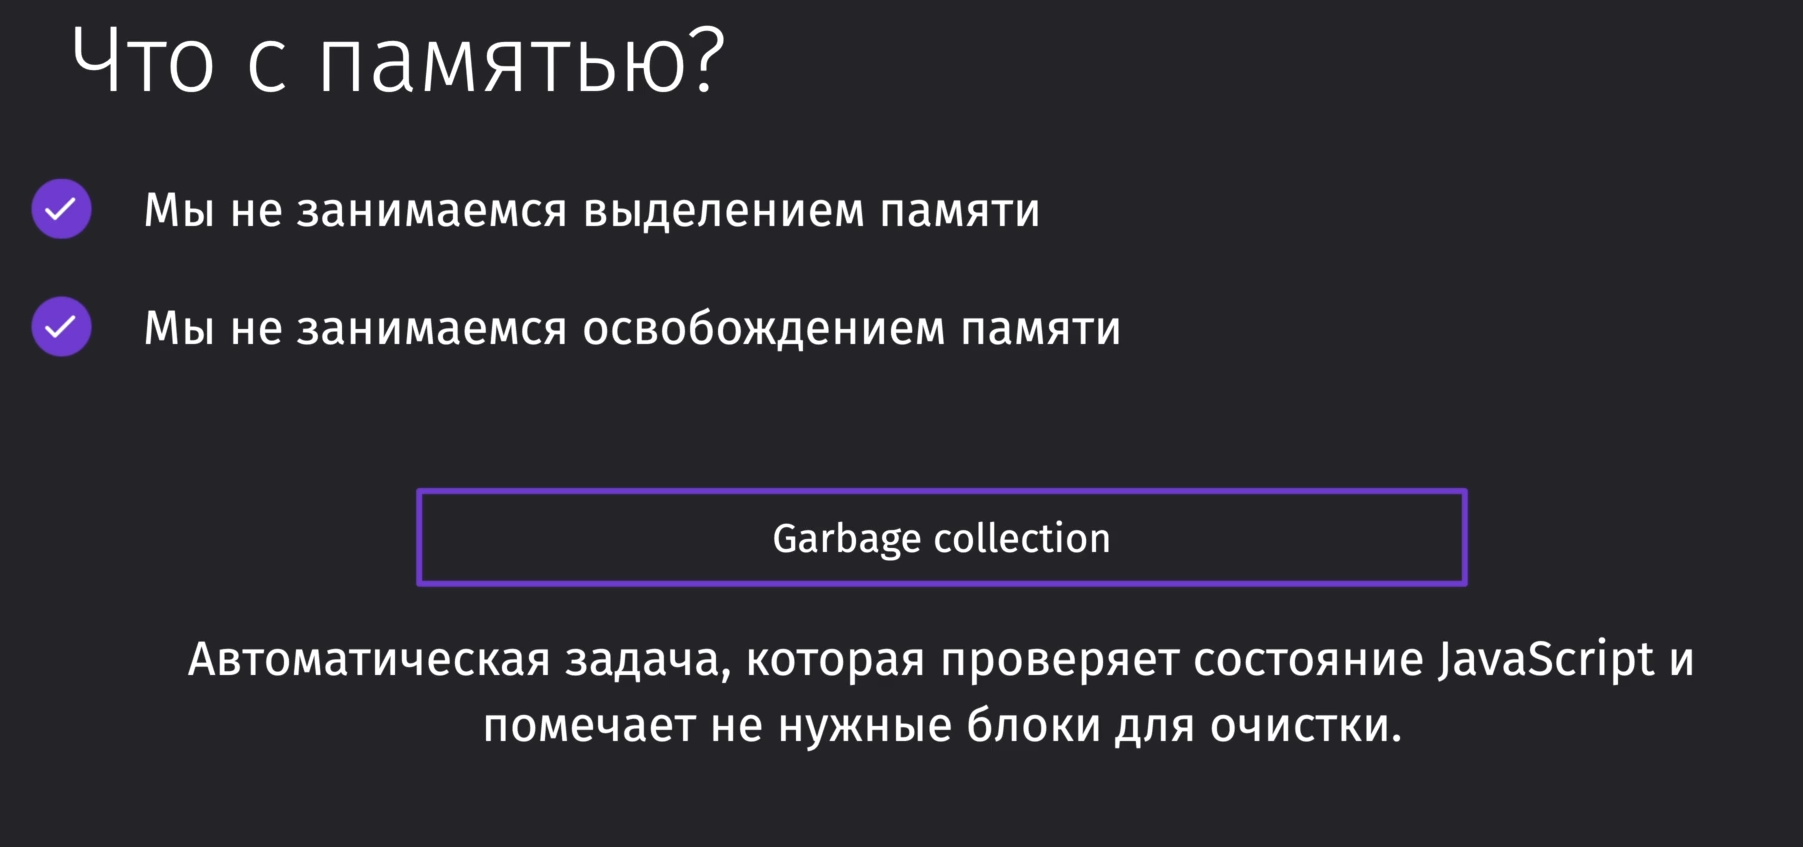 Что с памятью?
Мы не занимаемся выделением памяти
Мы не занимаемся освобождением памяти
Garbage collection
Автоматическая задача, которая проверяет состояние JavaScript и
помечает не нужные блоки для очистки.